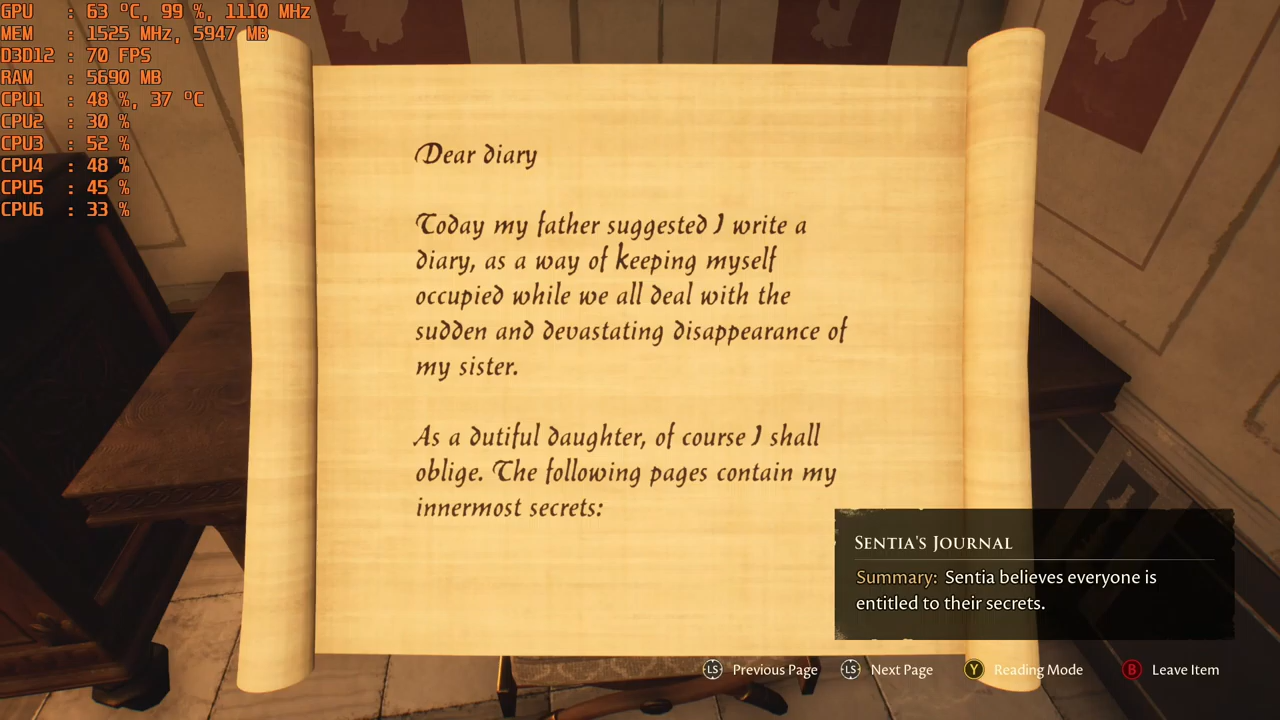 GPU : 63 ºC, 99 %, 1110 MHz
MEM : 1525 MHz, 5947 MB
D3D12 : 70 FPS
RAM : 5690 MB
CPU1 : 48 %, 37 ºC
CPU2 : 30 %
CPU3 : 52 %
CPU4 : 48 %
CPU5 : 45 %
CPU6 : 33 %
Dear diary
Today my father suggested I write a
diary, as a way of keeping myself
occupied while we all deal with the
sudden and devastating disappearance of
my sister.
As a dutiful daughter, of course I shall
oblige. The following pages contain my
innermost secrets:
Sentia's Journal
Summary: Sentia believes everyone is
entitled to their secrets.
LS Previous Page LS Next Page Y Reading Mode B Leave Item